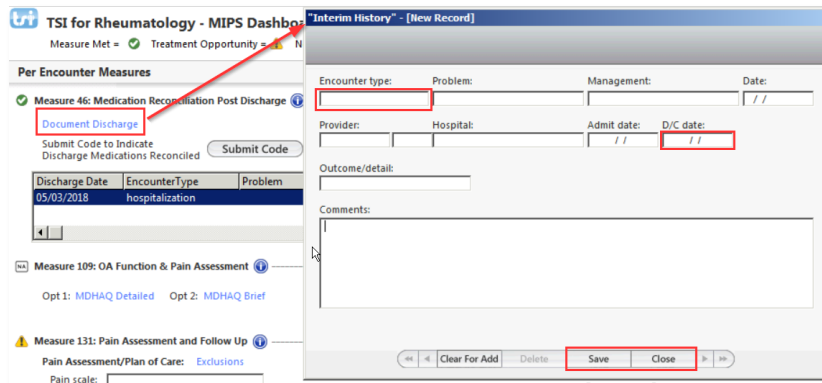 tsi TSI for Rheumatology - MIPS Dashboa
Measure Met = Treatment Opportunity = N
Per Encounter Measures
Measure 46: Medication Reconciliation Post Discharge
Document Discharge
Submit Code to Indicate
Discharge Medications Reconciled
Submit Code
Discharge Date EncounterType Problem
05/03/2018 hospitalization
NA Measure 109: OA Function & Pain Assessment
Opt 1: MDHAQ Detailed Opt 2: MDHAQ Brief
Measure 131: Pain Assessment and Follow Up
Pain Assessment/Plan of Care: Exclusions
Pain scale:
"Interim History" - [New Record]
Encounter type: Problem: Management: Date:
/ /
Provider: Hospital: Admit date: D/C date:
/ / / /
Outcome/detail:
Comments:
Clear For Add Delete Save Close